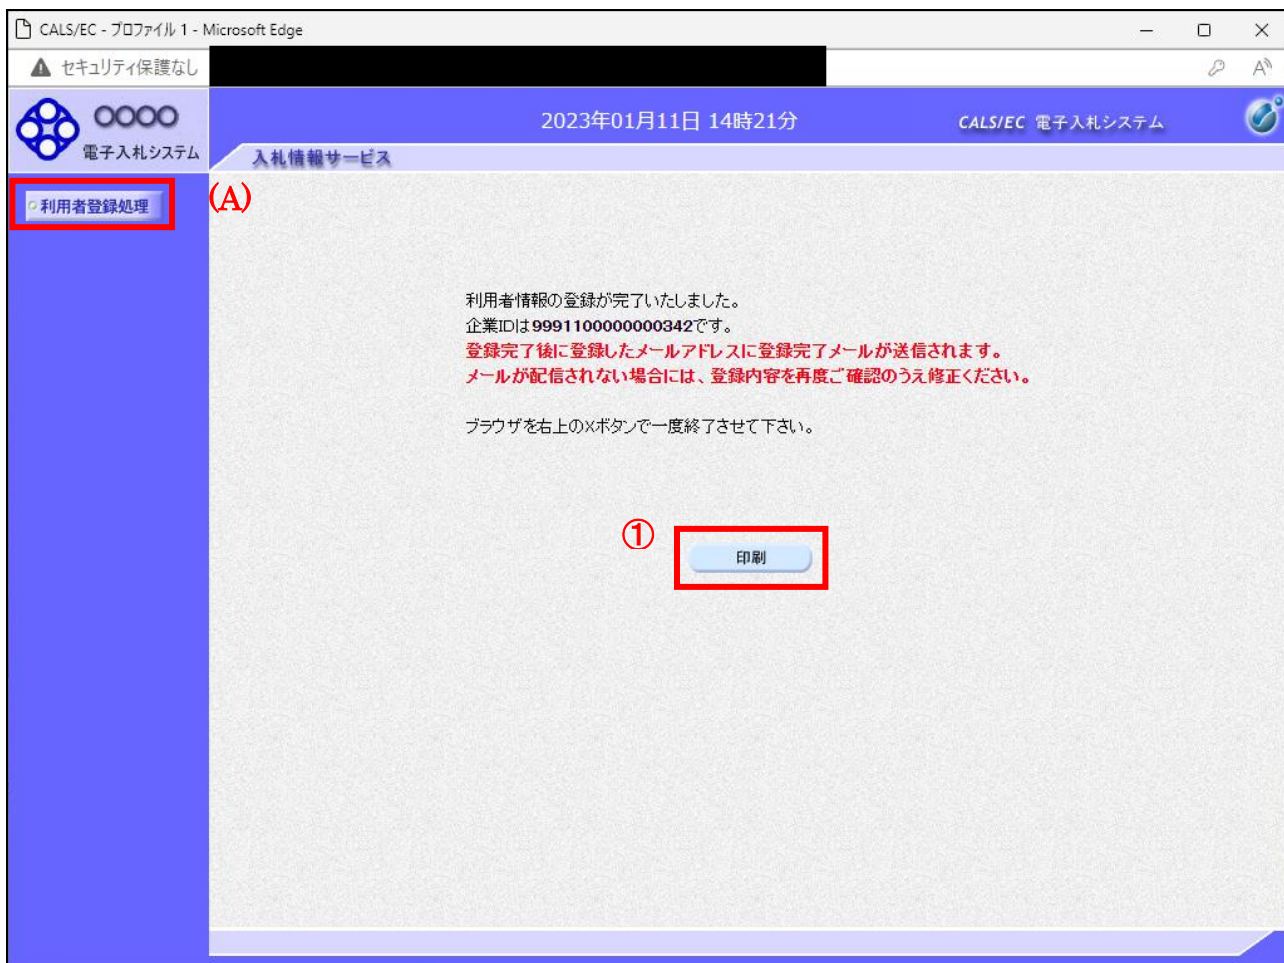 CALS/EC - プロファイル 1 - Microsoft Edge
セキュリティ保護なし
OOOO
電子入札システム
2023年01月11日 14時21分
CALS/EC 電子入札システム
入札情報サービス
利用者登録処理
(A)
利用者情報の登録が完了いたしました。
企業IDは9991100000000342です。
登録完了後に登録したメールアドレスに登録完了メールが送信されます。
メールが配信されない場合には、登録内容を再度ご確認のうえ修正ください。
ブラウザを右上の×ボタンで一度終了させて下さい。
①
印刷